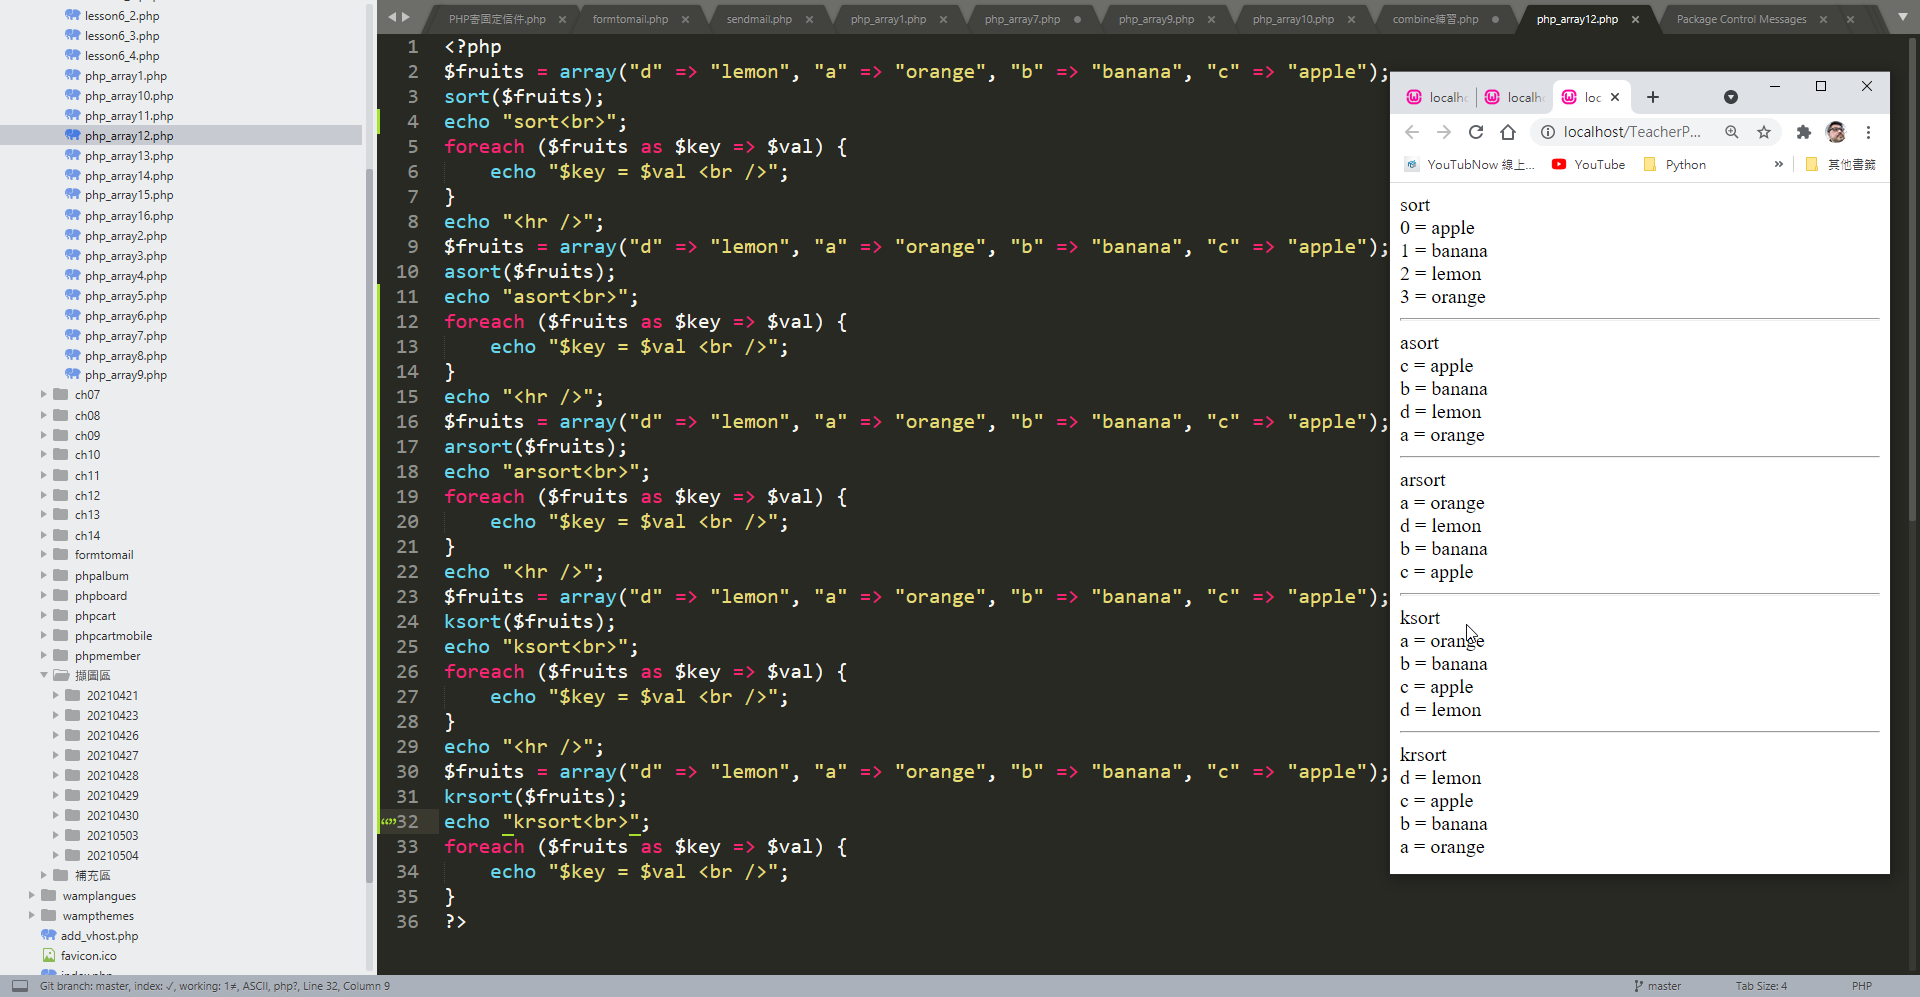 lesson6_2.php
lesson6_3.php
lesson6_4.php
php_array1.php
php_array10.php
php_array11.php
php_array12.php
php_array13.php
php_array14.php
php_array15.php
php_array16.php
php_array2.php
php_array3.php
php_array4.php
php_array5.php
php_array6.php
php_array7.php
php_array8.php
php_array9.php
ch07
ch08
ch09
ch10
ch11
ch12
ch13
ch14
formtomail
phpalbum
phpboard
phpcart
phpcartmobile
phpmember
擷圖區
20210421
20210423
20210426
20210427
20210428
20210429
20210430
20210503
20210504
補充區
wamplangues
wampthemes
add_vhost.php
favicon.ico
index.php
PHP寄固定信件.php
formtomail.php
sendmail.php
php_array1.php
php_array7.php
php_array9.php
php_array10.php
combine練習.php
php_array12.php
Package Control Messages
1 <?php
2 $fruits = array("d" => "lemon", "a" => "orange", "b" => "banana", "c" => "apple");
3 sort($fruits);
4 echo "sort<br>";
5 foreach ($fruits as $key => $val) {
6     echo "$key = $val <br />";
7 }
8 echo "<hr />";
9 $fruits = array("d" => "lemon", "a" => "orange", "b" => "banana", "c" => "apple");
10 asort($fruits);
11 echo "asort<br>";
12 foreach ($fruits as $key => $val) {
13     echo "$key = $val <br />";
14 }
15 echo "<hr />";
16 $fruits = array("d" => "lemon", "a" => "orange", "b" => "banana", "c" => "apple");
17 arsort($fruits);
18 echo "arsort<br>";
19 foreach ($fruits as $key => $val) {
20     echo "$key = $val <br />";
21 }
22 echo "<hr />";
23 $fruits = array("d" => "lemon", "a" => "orange", "b" => "banana", "c" => "apple");
24 ksort($fruits);
25 echo "ksort<br>";
26 foreach ($fruits as $key => $val) {
27     echo "$key = $val <br />";
28 }
29 echo "<hr />";
30 $fruits = array("d" => "lemon", "a" => "orange", "b" => "banana", "c" => "apple");
31 krsort($fruits);
32 echo "krsort<br>";
33 foreach ($fruits as $key => $val) {
34     echo "$key = $val <br />";
35 }
36 ?>
localh
localh
loc
localhost/TeacherP...
YouTubNow 線上...
YouTube
Python
»
其他書籤
sort
0 = apple
1 = banana
2 = lemon
3 = orange
asort
c = apple
b = banana
d = lemon
a = orange
arsort
a = orange
d = lemon
b = banana
c = apple
ksort
a = orange
b = banana
c = apple
d = lemon
krsort
d = lemon
c = apple
b = banana
a = orange
Git branch: master, index: ✓, working: 1≠, ASCII, php?, Line 32, Column 9
master
Tab Size: 4
PHP